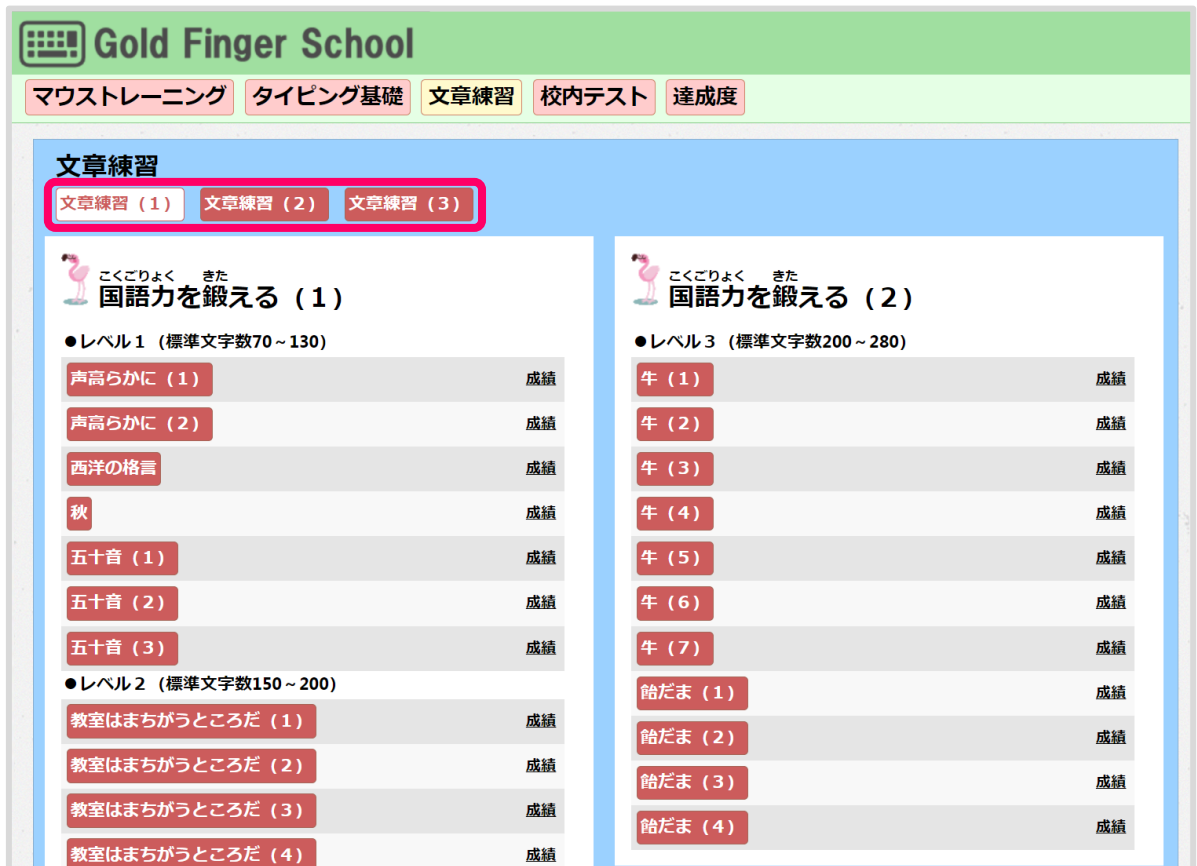 Gold Finger School
マウストレーニング タイピング基礎 文章練習 校内テスト 達成度
文章練習
文章練習（1） 文章練習（2） 文章練習（3）
こくごりょく きた
国語力を鍛える（1）
●レベル１（標準文字数70～130）
声高らかに（1） 成績
声高らかに（2） 成績
西洋の格言 成績
秋 成績
五十音（1） 成績
五十音（2） 成績
五十音（3） 成績
●レベル２（標準文字数150～200）
教室はまちがうところだ（1） 成績
教室はまちがうところだ（2） 成績
教室はまちがうところだ（3） 成績
教室はまちがうところだ（4） 成績
こくごりょく きた
国語力を鍛える（2）
●レベル３（標準文字数200～280）
牛（1） 成績
牛（2） 成績
牛（3） 成績
牛（4） 成績
牛（5） 成績
牛（6） 成績
牛（7） 成績
飴だま（1） 成績
飴だま（2） 成績
飴だま（3） 成績
飴だま（4） 成績